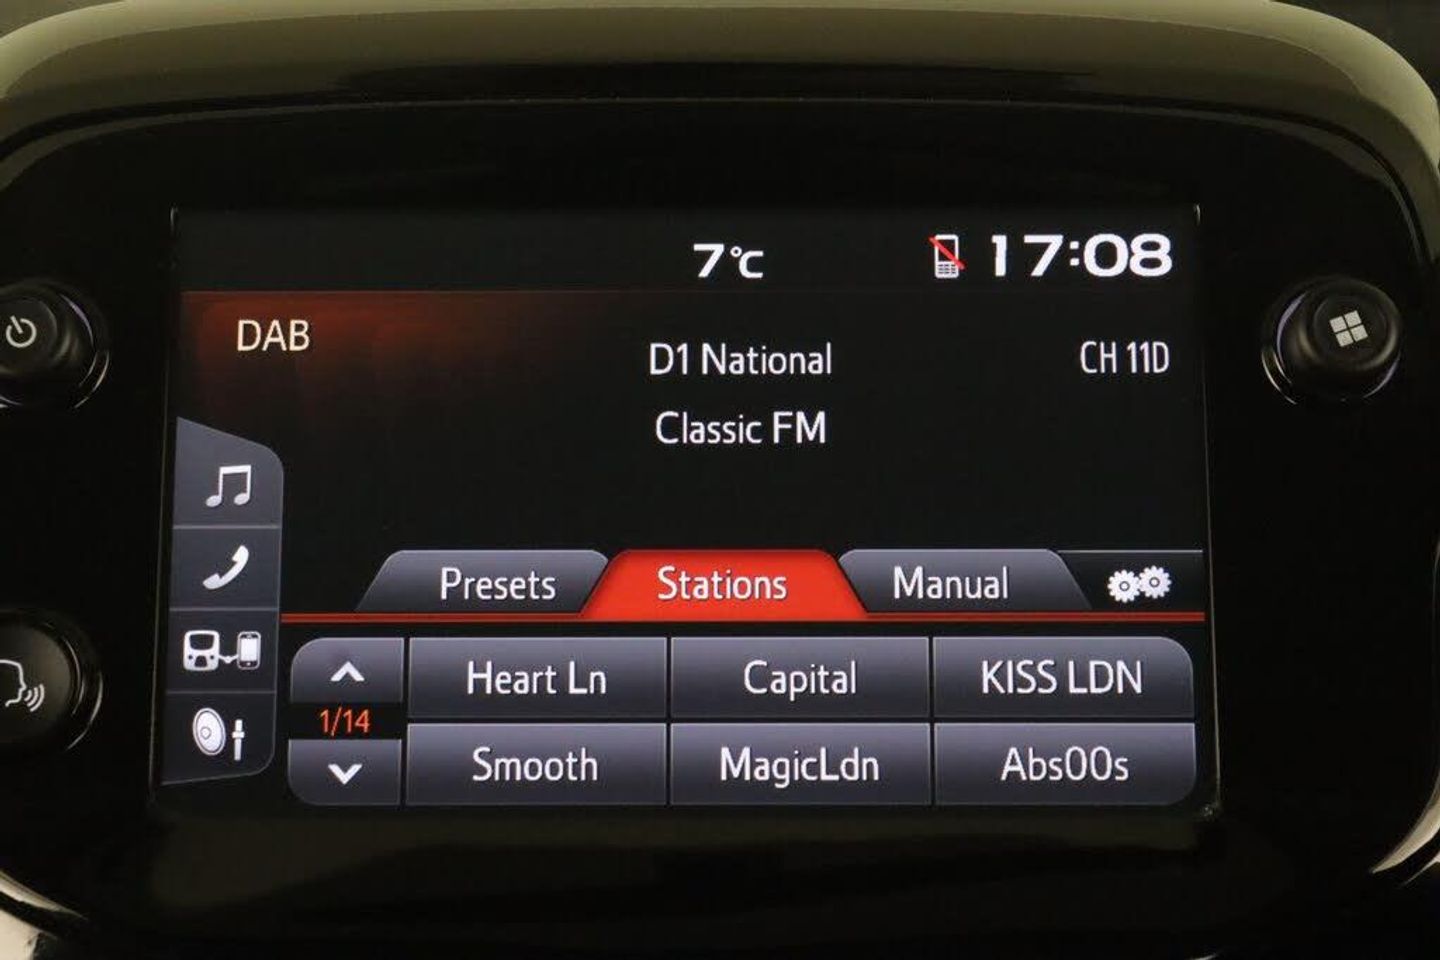 7°C
17:08
DAB
D1 National
CH 11D
Classic FM
Presets
Stations
Manual
Heart Ln
Capital
KISS LDN
1/14
Smooth
MagicLdn
Abs00s